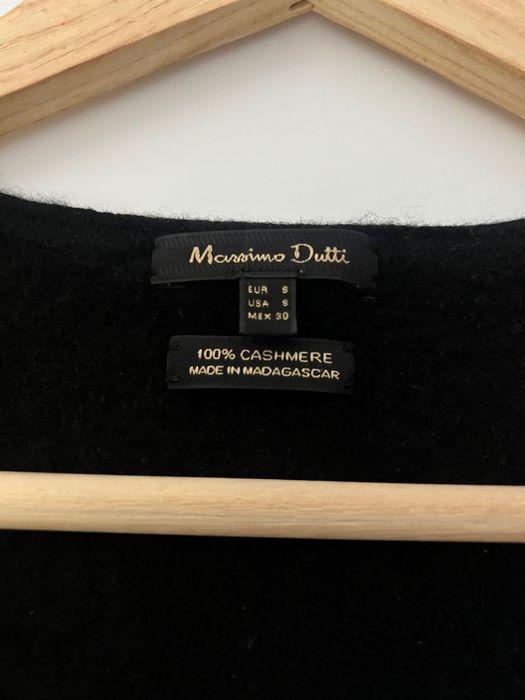 Massimo Dutti
EUR S
USA S
MEX 30
100% CASHMERE
MADE IN MADAGASCAR